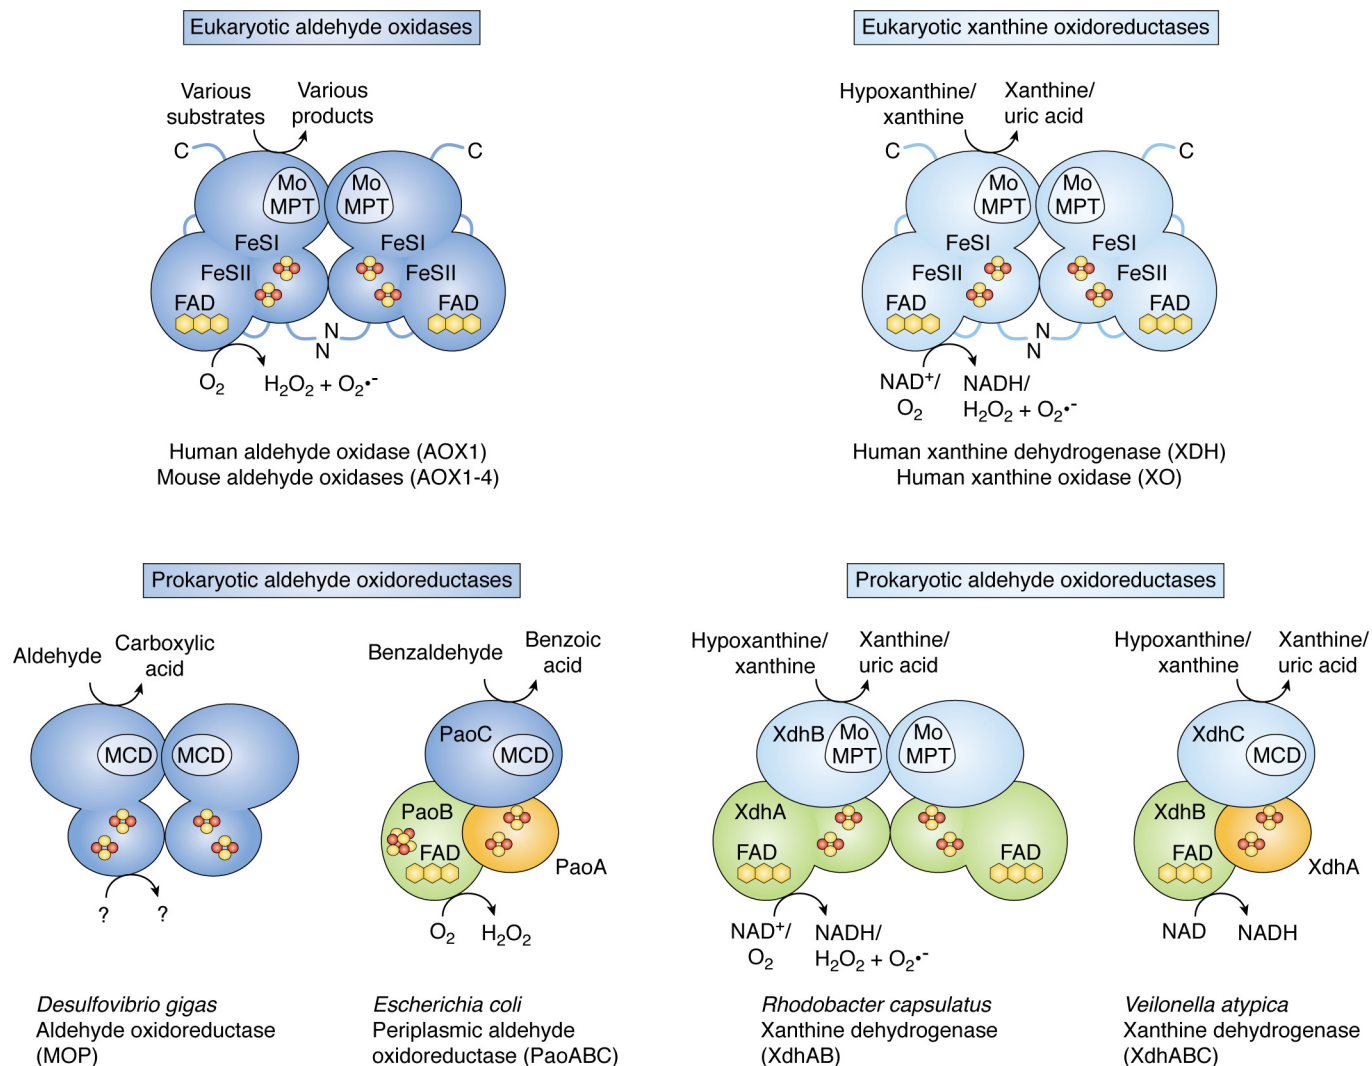 Eukaryotic aldehyde oxidases
Various
substrates
Various
products
C
C
Mo
MPT
Mo
MPT
FeSI
FeSI
FeSII
FeSII
FAD
FAD
N
N
O₂
H₂O₂ + O₂•⁻
Human aldehyde oxidase (AOX1)
Mouse aldehyde oxidases (AOX1-4)
Eukaryotic xanthine oxidoreductases
Hypoxanthine/
xanthine
Xanthine/
uric acid
C
C
Mo
MPT
Mo
MPT
FeSI
FeSI
FeSII
FeSII
FAD
FAD
N
N
NAD⁺/
O₂
NADH/
H₂O₂ + O₂•⁻
Human xanthine dehydrogenase (XDH)
Human xanthine oxidase (XO)
Prokaryotic aldehyde oxidoreductases
Aldehyde
Carboxylic
acid
MCD
MCD
?
?
Desulfovibrio gigas
Aldehyde oxidoreductase
(MOP)
Benzaldehyde
Benzoic
acid
PaoC
MCD
PaoB
FAD
PaoA
O₂
H₂O₂
Escherichia coli
Periplasmic aldehyde
oxidoreductase (PaoABC)
Prokaryotic aldehyde oxidoreductases
Hypoxanthine/
xanthine
Xanthine/
uric acid
XdhB
Mo
MPT
Mo
MPT
XdhA
FAD
FAD
NAD⁺/
O₂
NADH/
H₂O₂ + O₂•⁻
Rhodobacter capsulatus
Xanthine dehydrogenase
(XdhAB)
Hypoxanthine/
xanthine
Xanthine/
uric acid
XdhC
MCD
XdhB
FAD
XdhA
NAD
NADH
Veilonella atypica
Xanthine dehydrogenase
(XdhABC)